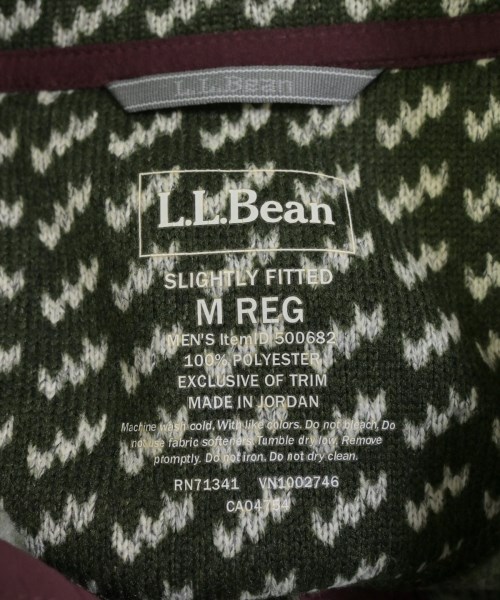 L.L.Bean
L.L.Bean
SLIGHTLY FITTED
M REG
MEN'S ItemID 500682
100% POLYESTER
EXCLUSIVE OF TRIM
MADE IN JORDAN
Machine wash cold. With like colors. Do not bleach. Do
not use fabric softeners. Tumble dry low. Remove
promptly. Do not iron. Do not dry clean.
RN71341 VN1002746